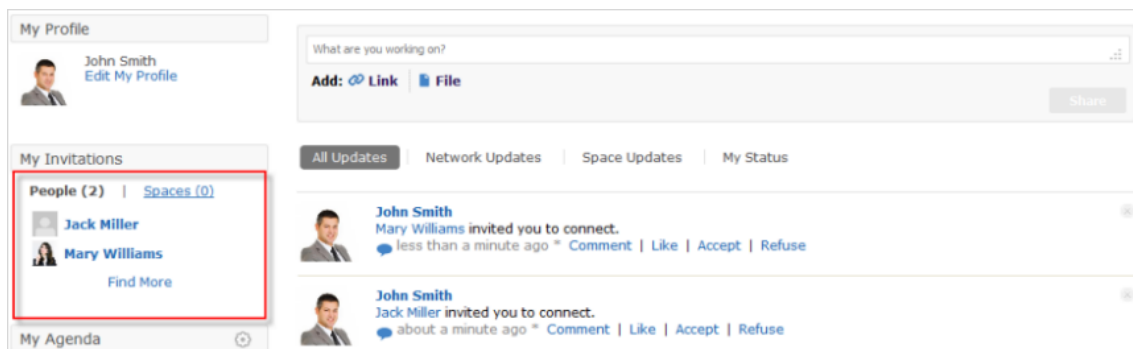 My Profile
John Smith
Edit My Profile
My Invitations
People (2) | Spaces (0)
Jack Miller
Mary Williams
Find More
My Agenda
What are you working on?
Add: Link | File
Share
All Updates | Network Updates | Space Updates | My Status
John Smith
Mary Williams invited you to connect.
less than a minute ago * Comment | Like | Accept | Refuse
John Smith
Jack Miller invited you to connect.
about a minute ago * Comment | Like | Accept | Refuse